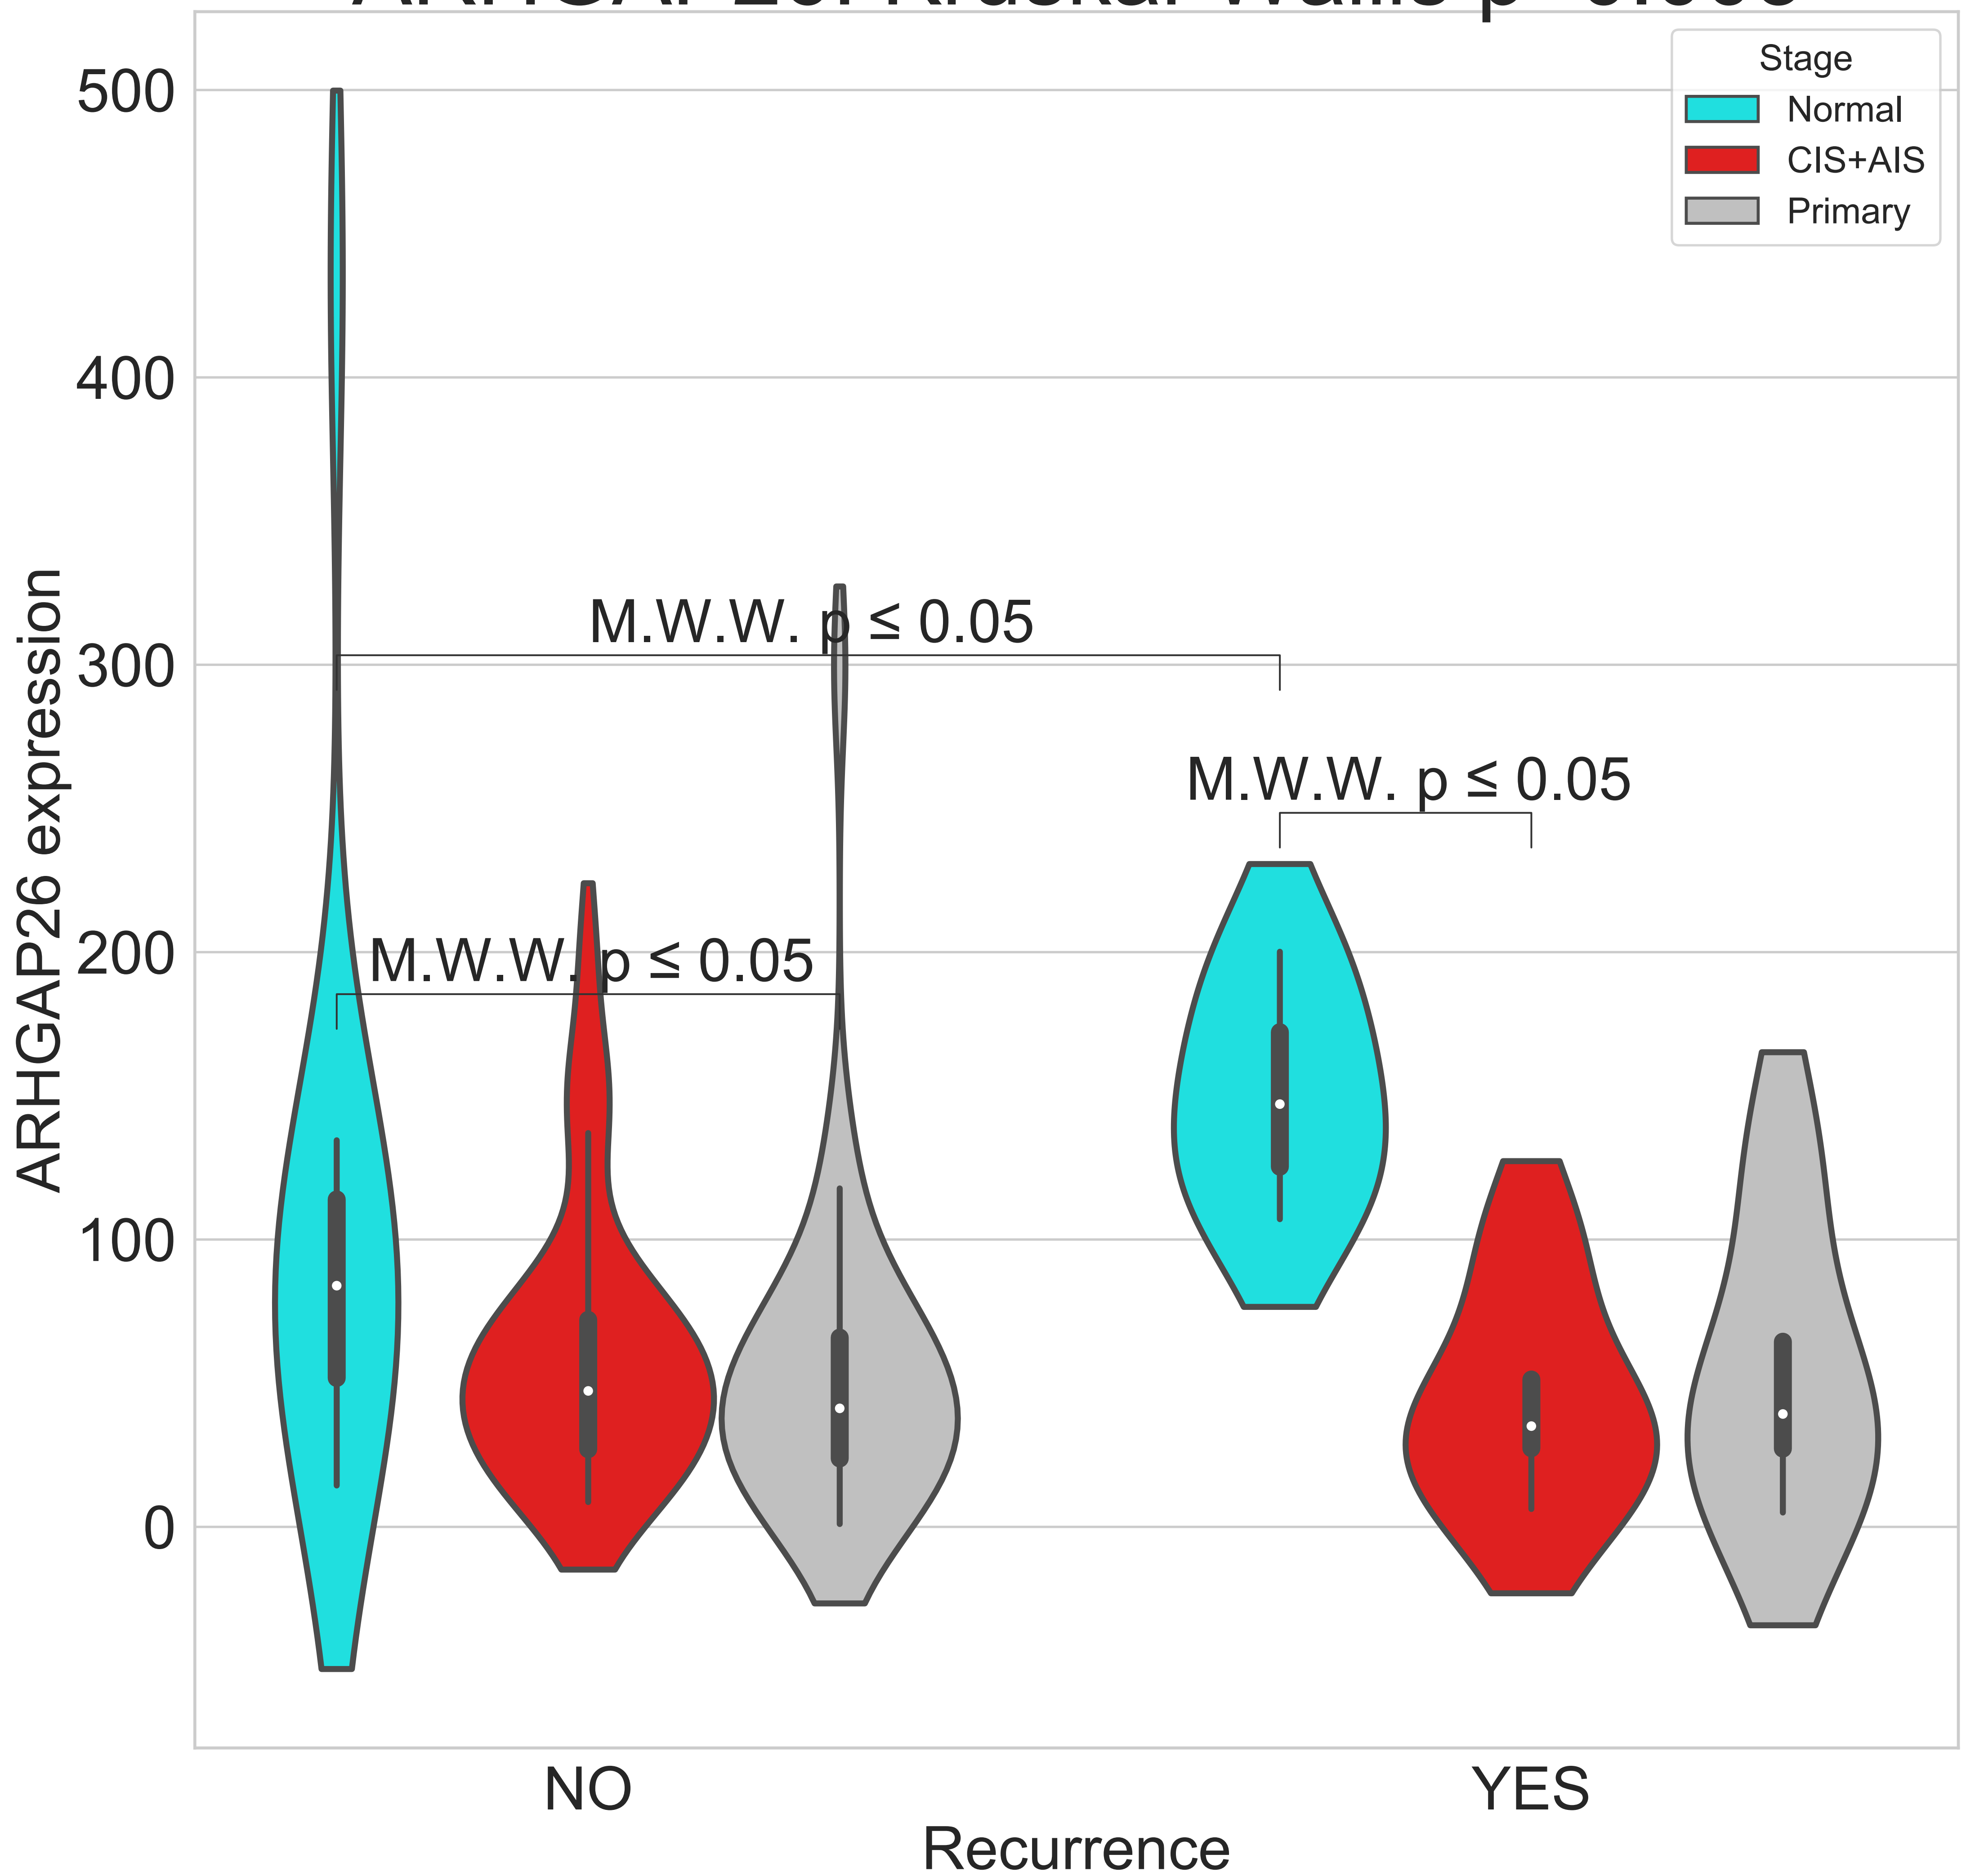 500
400
300
200
100
0
ARHGAP26 expression
Stage
Normal
CIS+AIS
Primary
M.W.W. p ≤ 0.05
M.W.W. p ≤ 0.05
M.W.W. p ≤ 0.05
NO
YES
Recurrence